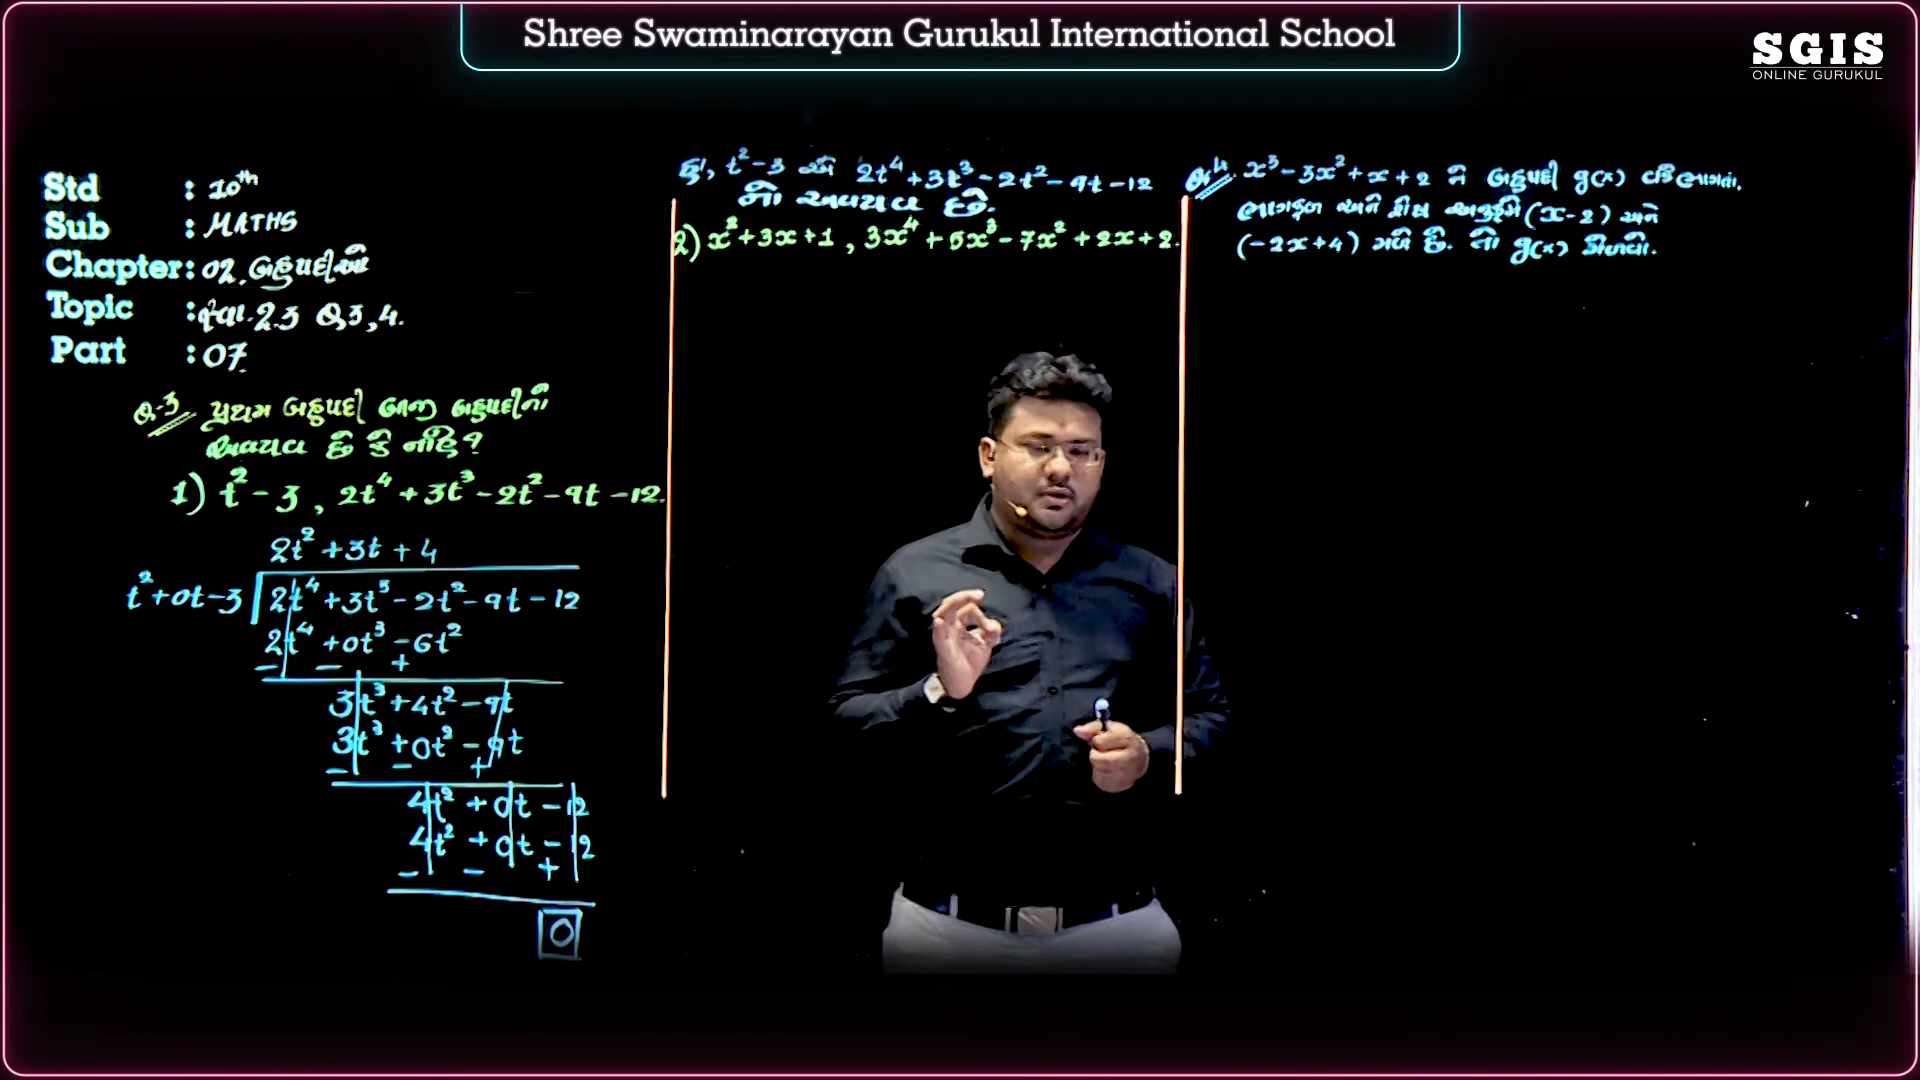 Shree Swaminarayan Gurukul International School
SGIS
ONLINE GURUKUL
Std : 10th
Sub : MATHS
Chapter : 02. બહુપદીઓ
Topic : સ્વા. 2.3 Q.3,4.
Part : 07
Q-3 પ્રથમ બહુપદી બીજી બહુપદીનો
અવયવ છે કે નહિ?
1) t² - 3 , 2t⁴ + 3t³ - 2t² - 9t - 12.
2t² + 3t + 4
t² + 0t - 3 2t⁴ + 3t³ - 2t² - 9t - 12
2t⁴ + 0t³ - 6t²
- - +
3t³ + 4t² - 9t
3t³ + 0t² - 9t
- - +
4t² + 0t - 12
4t² + 0t - 12
- - +
0
હા, t² - 3 એ 2t⁴ + 3t³ - 2t² - 9t - 12
નો અવયવ છે.
2) x² + 3x + 1 , 3x⁴ + 5x³ - 7x² + 2x + 2.
Q.4. x³ - 3x² + x + 2 ને બહુપદી g(x) વડે ભાગતાં,
ભાગફળ અને શેષ અનુક્રમે (x - 2) અને
(-2x + 4) મળે છે. તો g(x) મેળવો.